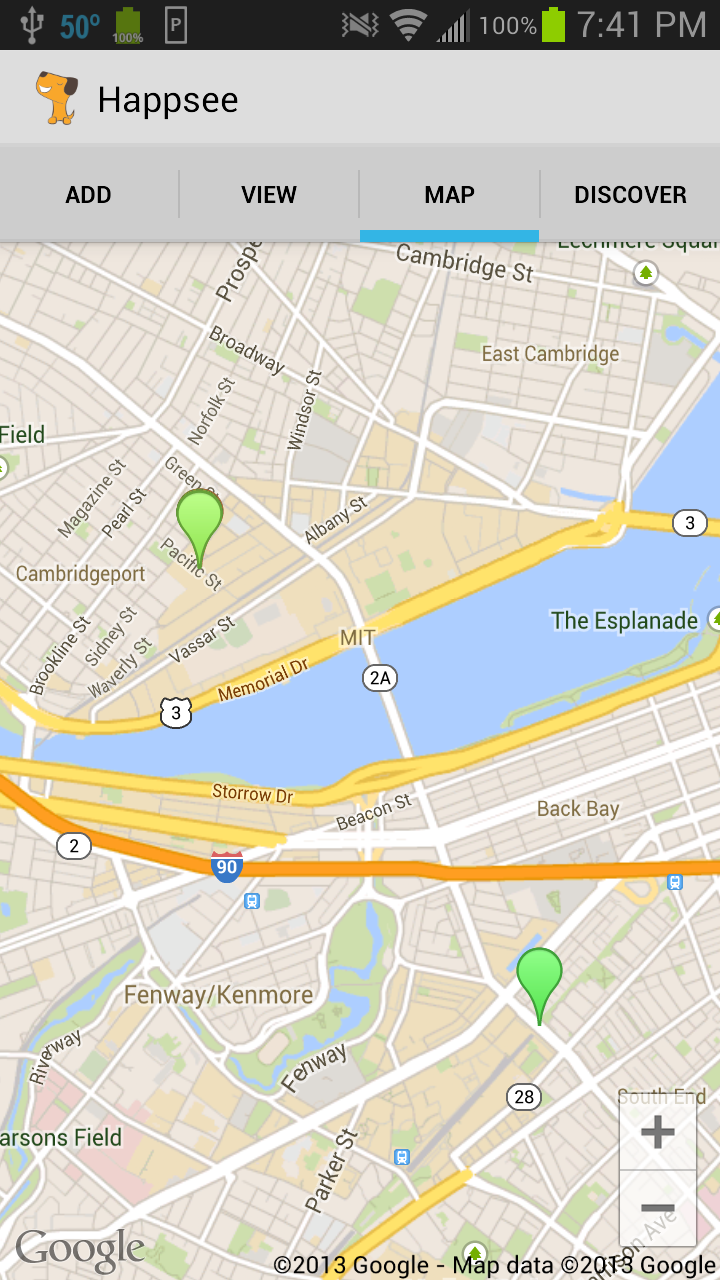 50º
100%
P
100%
7:41 PM
Happsee
ADD
VIEW
MAP
DISCOVER
Cambridge St
Broadway
East Cambridge
Norfolk St
Windsor St
Field
Green St
Magazine St
Pearl St
Albany St
3
Pacific St
Cambridgeport
The Esplanade
Sidney St
Vassar St
MIT
Brookline St
Waverly St
Memorial Dr
2A
3
Storrow Dr
Beacon St
Back Bay
2
90
Fenway/Kenmore
Riverway
Fenway
28
South End
+
arsons Field
Parker St
−
Google
©2013 Google - Map data ©2013 Google